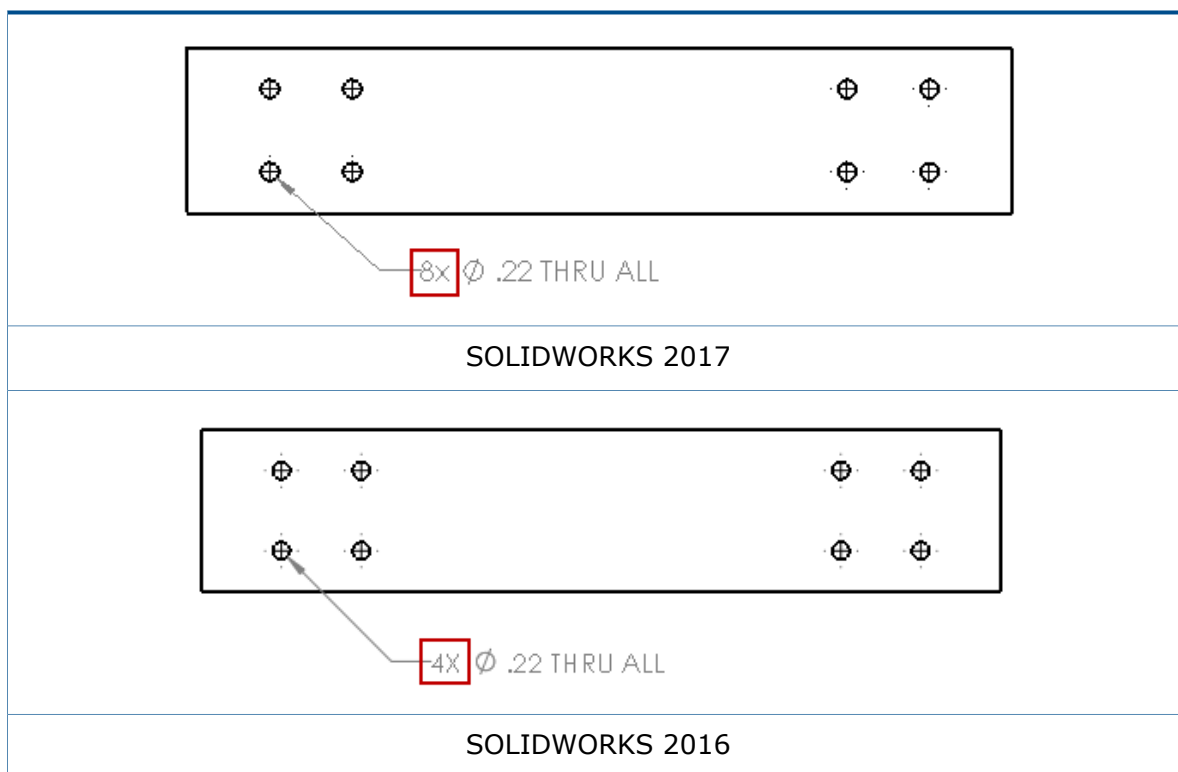 8x Ø .22 THRU ALL
SOLIDWORKS 2017
4X Ø .22 THRU ALL
SOLIDWORKS 2016